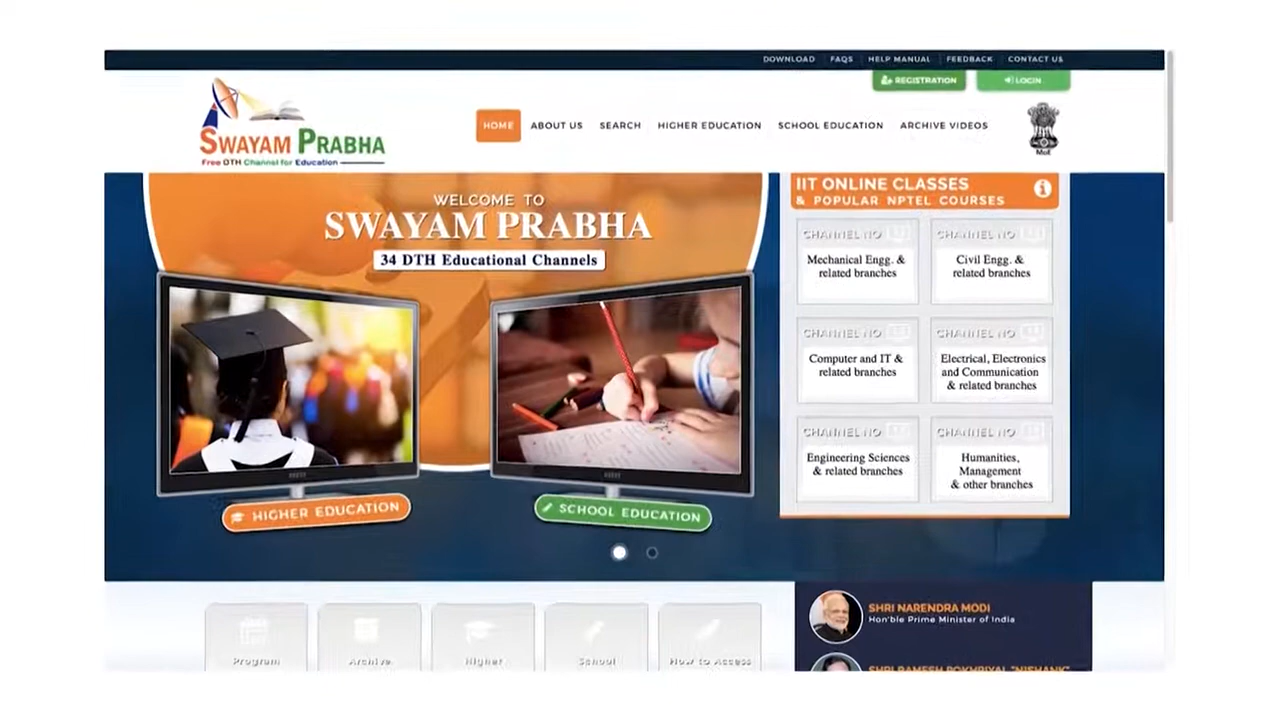 DOWNLOAD
FAQS
HELP MANUAL
FEEDBACK
CONTACT US
REGISTRATION
LOGIN
SWAYAM PRABHA
Free DTH Channel for Education
HOME
ABOUT US
SEARCH
HIGHER EDUCATION
SCHOOL EDUCATION
ARCHIVE VIDEOS
MoE
WELCOME TO
SWAYAM PRABHA
34 DTH Educational Channels
HIGHER EDUCATION
SCHOOL EDUCATION
IIT ONLINE CLASSES
& POPULAR NPTEL COURSES
CHANNEL NO
Mechanical Engg. &
related branches
CHANNEL NO
Civil Engg. &
related branches
CHANNEL NO
Computer and IT &
related branches
CHANNEL NO
Electrical, Electronics
and Communication
& related branches
CHANNEL NO
Engineering Sciences
& related branches
CHANNEL NO
Humanities,
Management
& other branches
Program
Archive
Higher
School
How to Access
SHRI NARENDRA MODI
Hon'ble Prime Minister of India
SHRI RAMESH POKHRIYAL "NISHANK"